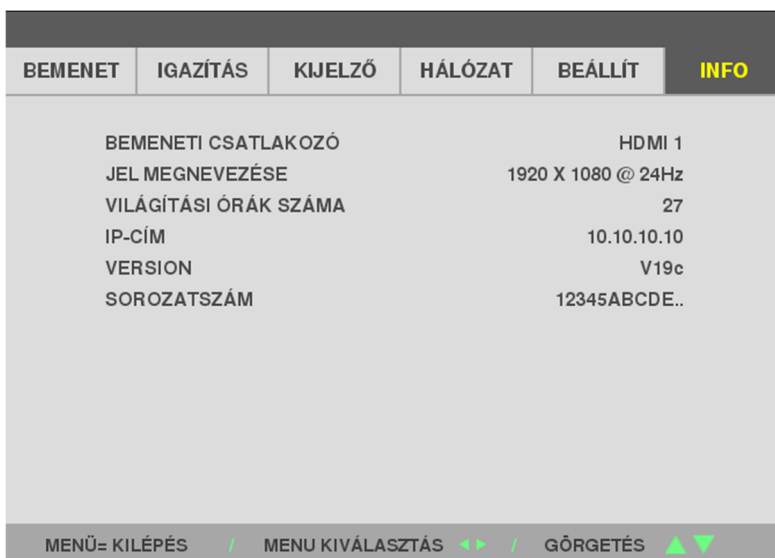 BEMENET IGAZÍTÁS KIJELZŐ HÁLÓZAT BEÁLLÍT INFO
BEMENETI CSATLAKOZÓ HDMI 1
JEL MEGNEVEZÉSE 1920 X 1080 @ 24Hz
VILÁGÍTÁSI ÓRÁK SZÁMA 27
IP-CÍM 10.10.10.10
VERSION V19c
SOROZATSZÁM 12345ABCDE..
MENÜ= KILÉPÉS / MENU KIVÁLASZTÁS ◀▶ / GÖRGETÉS ▲▼